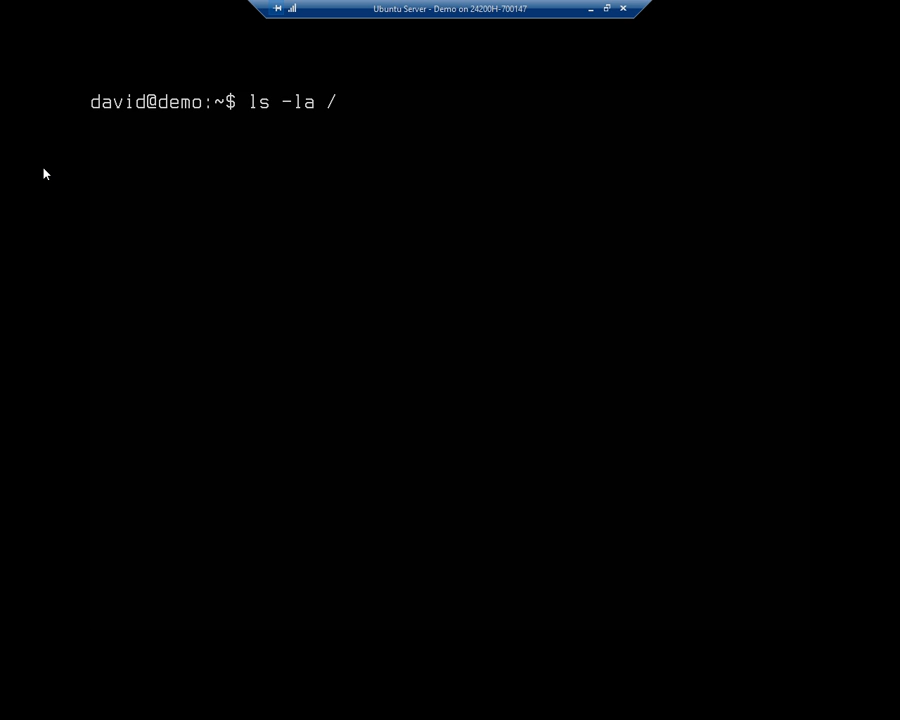 Ubuntu Server - Demo on 24200H-700147
david@demo:~$ ls -la /